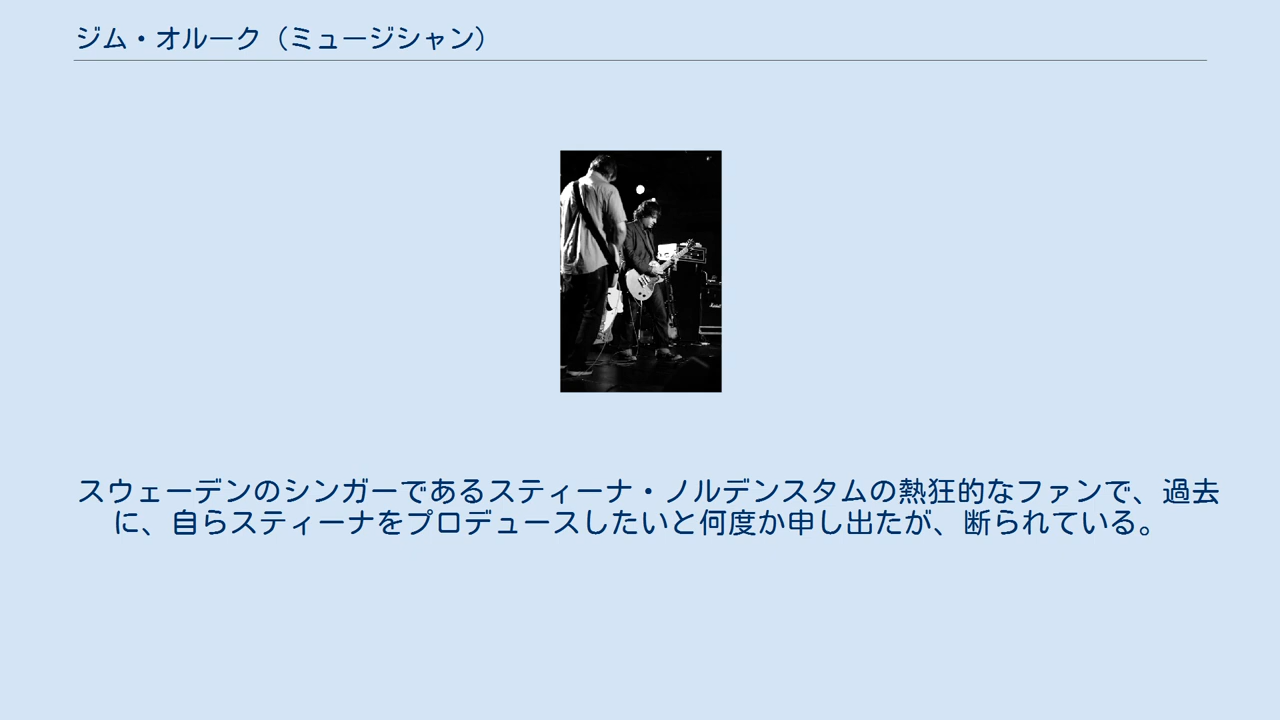 ジム・オルーク（ミュージシャン）
スウェーデンのシンガーであるスティーナ・ノルデンスタムの熱狂的なファンで、過去
に、自らスティーナをプロデュースしたいと何度か申し出たが、断られている。